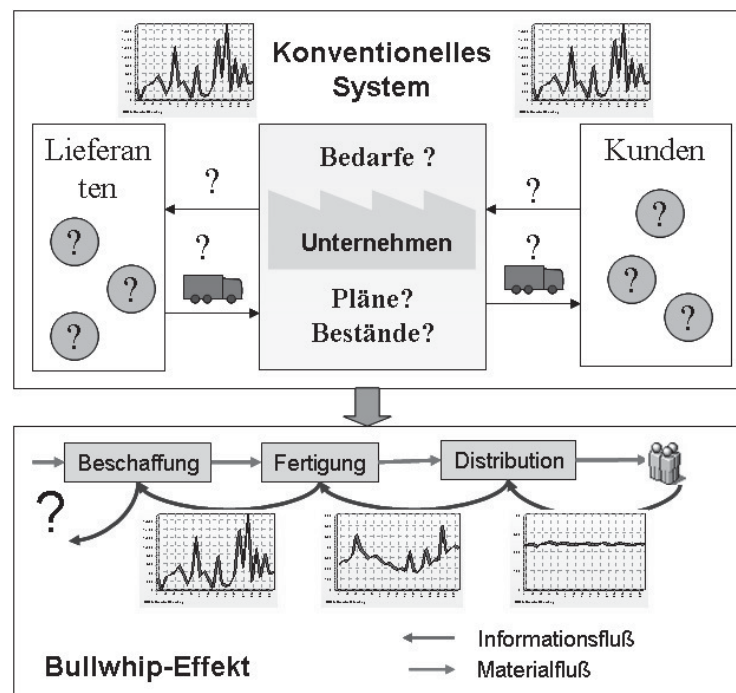 Konventionelles
System
Lieferan
ten
?
?
?
?
?
Bedarfe ?
Unternehmen
Pläne?
Bestände?
?
?
Kunden
?
?
?
Beschaffung
Fertigung
Distribution
?
Informationsfluß
Materialfluß
Bullwhip-Effekt